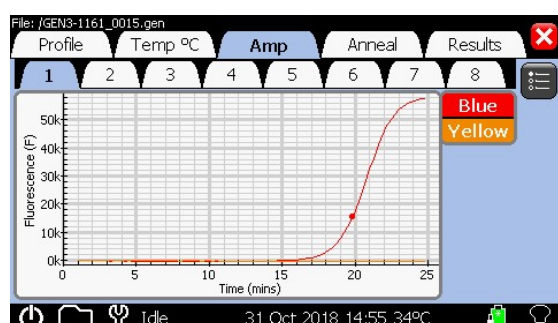 File: /GEN3-1161_0015.gen
Profile Temp ºC Amp Anneal Results
1 2 3 4 5 6 7 8
Blue
Yellow
Fluorescence (F)
50k
40k
30k
20k
10k
0k
0 5 10 15 20 25
Time (mins)
Idle 31 Oct 2018 14:55 34ºC